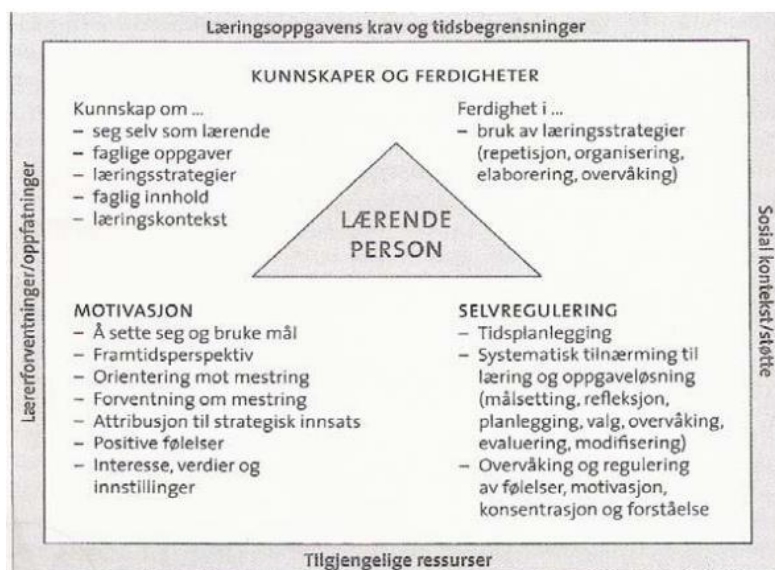 Læringsoppgavens krav og tidsbegrensninger
KUNNSKAPER OG FERDIGHETER
Kunnskap om ...
– seg selv som lærende
– faglige oppgaver
– læringsstrategier
– faglig innhold
– læringskontekst
Ferdighet i ...
– bruk av læringsstrategier
(repetisjon, organisering,
elaborering, overvåking)
LÆRENDE
PERSON
MOTIVASJON
– Å sette seg og bruke mål
– Framtidsperspektiv
– Orientering mot mestring
– Forventning om mestring
– Attribusjon til strategisk innsats
– Positive følelser
– Interesse, verdier og
innstillinger
SELVREGULERING
– Tidsplanlegging
– Systematisk tilnærming til
læring og oppgaveløsning
(målsetting, refleksjon,
planlegging, valg, overvåking,
evaluering, modifisering)
– Overvåking og regulering
av følelser, motivasjon,
konsentrasjon og forståelse
Lærerforventninger/oppfatninger
Sosial kontekst/støtte
Tilgjengelige ressurser